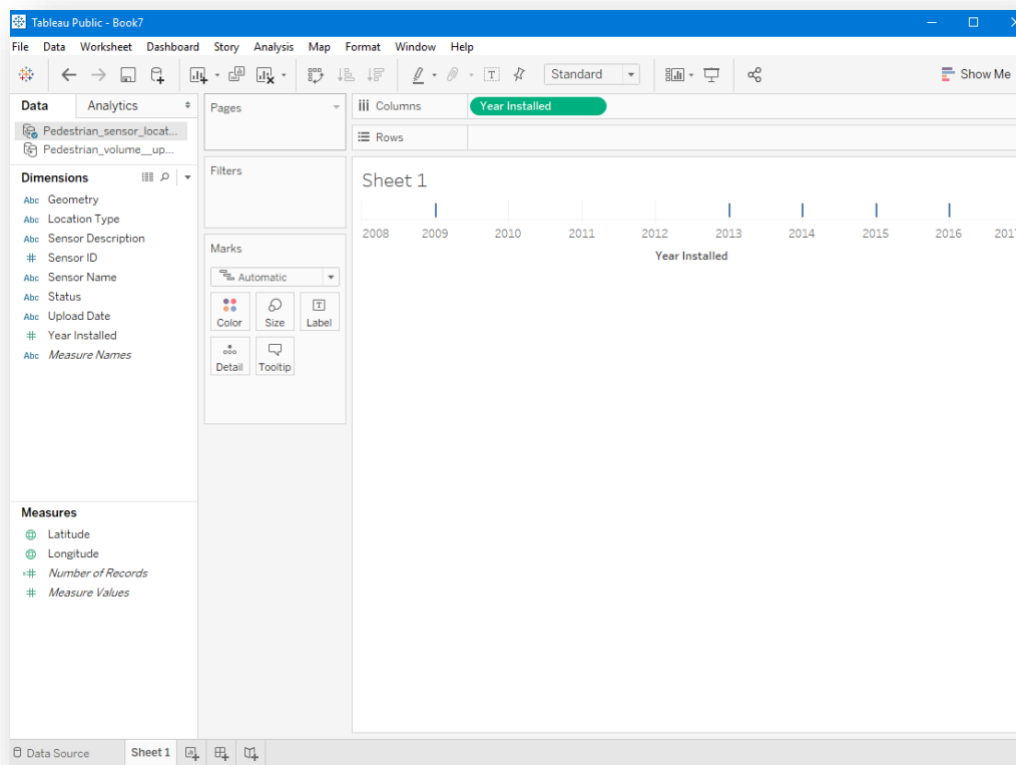 Tableau Public - Book7
File Data Worksheet Dashboard Story Analysis Map Format Window Help
Standard
Show Me
Data Analytics
Pedestrian_sensor_locat...
Pedestrian_volume__up...
Dimensions
Abc Geometry
Abc Location Type
Abc Sensor Description
# Sensor ID
Abc Sensor Name
Abc Status
Abc Upload Date
# Year Installed
Abc Measure Names
Measures
Latitude
Longitude
=# Number of Records
# Measure Values
Pages
Filters
Marks
Automatic
Color Size Label
Detail Tooltip
Columns Year Installed
Rows
Sheet 1
2008 2009 2010 2011 2012 2013 2014 2015 2016 2017
Year Installed
Data Source Sheet 1